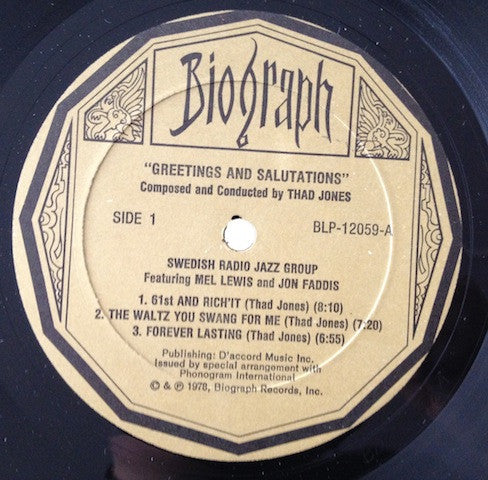 Biograph
"GREETINGS AND SALUTATIONS"
Composed and Conducted by THAD JONES
SIDE 1
BLP-12059-A
SWEDISH RADIO JAZZ GROUP
Featuring MEL LEWIS and JON FADDIS
1. 61st AND RICH'IT (Thad Jones) (8:10)
2. THE WALTZ YOU SWANG FOR ME (Thad Jones) (7:20)
3. FOREVER LASTING (Thad Jones) (6:55)
Publishing: D'accord Music Inc.
Issued by special arrangement with
Phonogram International
© & ℗ 1978, Biograph Records, Inc.